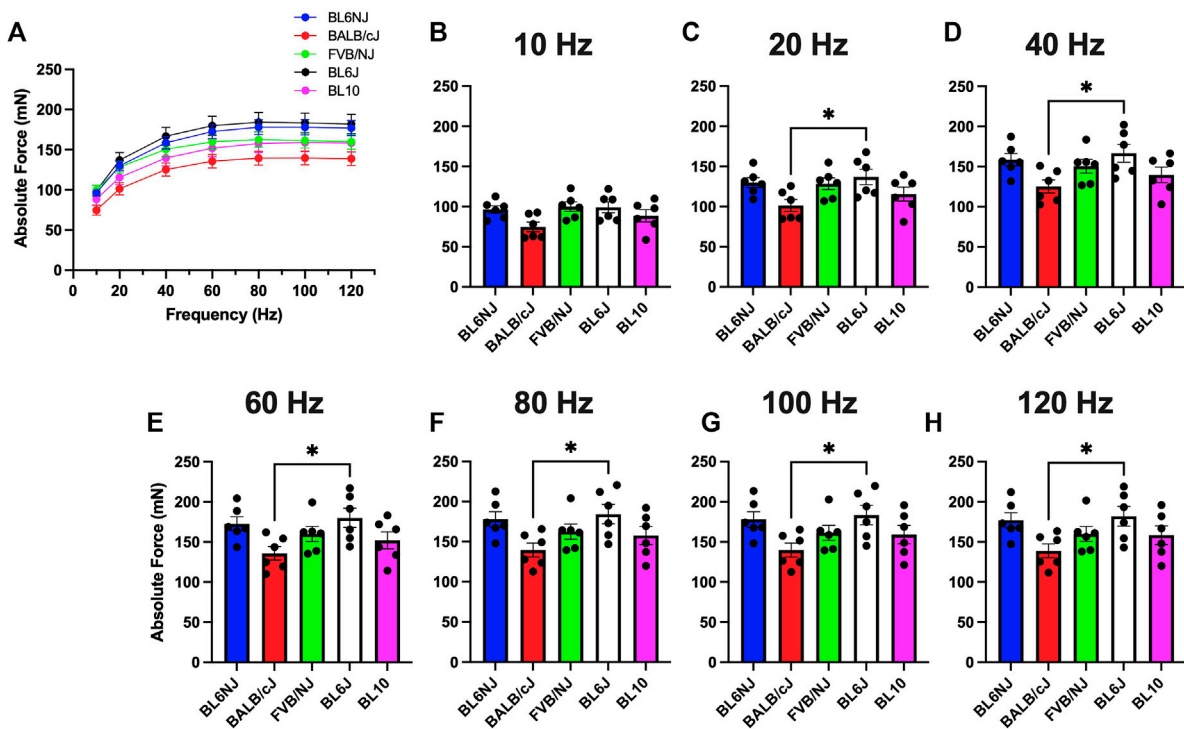 A
BL6NJ
BALB/cJ
FVB/NJ
BL6J
BL10
Absolute Force (mN)
250
200
150
100
50
0
0 20 40 60 80 100 120
Frequency (Hz)
B
10 Hz
250
200
150
100
50
0
BL6NJ BALB/cJ FVB/NJ BL6J BL10
C
20 Hz
250
200
150
100
50
0
*
BL6NJ BALB/cJ FVB/NJ BL6J BL10
D
40 Hz
250
200
150
100
50
0
*
BL6NJ BALB/cJ FVB/NJ BL6J BL10
E
60 Hz
Absolute Force (mN)
250
200
150
100
50
0
*
BL6NJ BALB/cJ FVB/NJ BL6J BL10
F
80 Hz
250
200
150
100
50
0
*
BL6NJ BALB/cJ FVB/NJ BL6J BL10
G
100 Hz
250
200
150
100
50
0
*
BL6NJ BALB/cJ FVB/NJ BL6J BL10
H
120 Hz
250
200
150
100
50
0
*
BL6NJ BALB/cJ FVB/NJ BL6J BL10